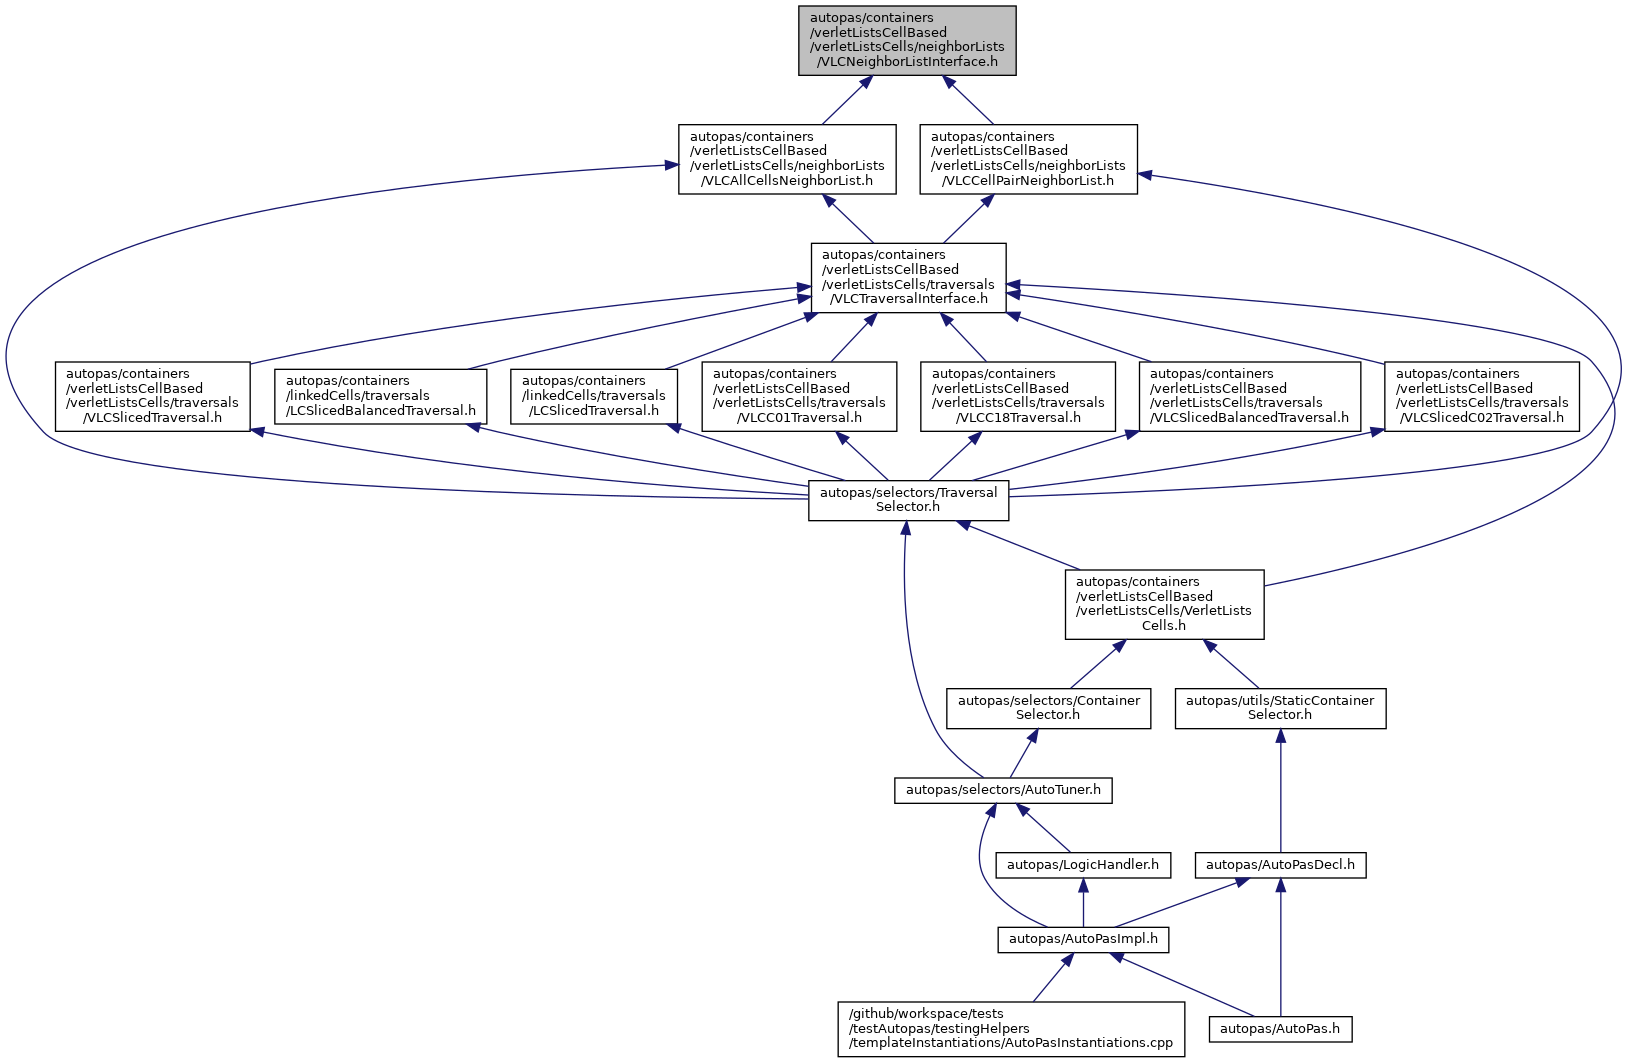 autopas/containers
/verletListsCellBased
/verletListsCells/neighborLists
/VLCNeighborListInterface.h
autopas/containers
/verletListsCellBased
/verletListsCells/neighborLists
/VLCAllCellsNeighborList.h
autopas/containers
/verletListsCellBased
/verletListsCells/neighborLists
/VLCCellPairNeighborList.h
autopas/containers
/verletListsCellBased
/verletListsCells/traversals
/VLCTraversalInterface.h
autopas/containers
/verletListsCellBased
/verletListsCells/traversals
/VLCSlicedTraversal.h
autopas/containers
/linkedCells/traversals
/LCSlicedBalancedTraversal.h
autopas/containers
/linkedCells/traversals
/LCSlicedTraversal.h
autopas/containers
/verletListsCellBased
/verletListsCells/traversals
/VLCC01Traversal.h
autopas/containers
/verletListsCellBased
/verletListsCells/traversals
/VLCC18Traversal.h
autopas/containers
/verletListsCellBased
/verletListsCells/traversals
/VLCSlicedBalancedTraversal.h
autopas/containers
/verletListsCellBased
/verletListsCells/traversals
/VLCSlicedC02Traversal.h
autopas/selectors/Traversal
Selector.h
autopas/containers
/verletListsCellBased
/verletListsCells/VerletLists
Cells.h
autopas/selectors/Container
Selector.h
autopas/utils/StaticContainer
Selector.h
autopas/selectors/AutoTuner.h
autopas/LogicHandler.h
autopas/AutoPasDecl.h
autopas/AutoPasImpl.h
/github/workspace/tests
/testAutopas/testingHelpers
/templateInstantiations/AutoPasInstantiations.cpp
autopas/AutoPas.h